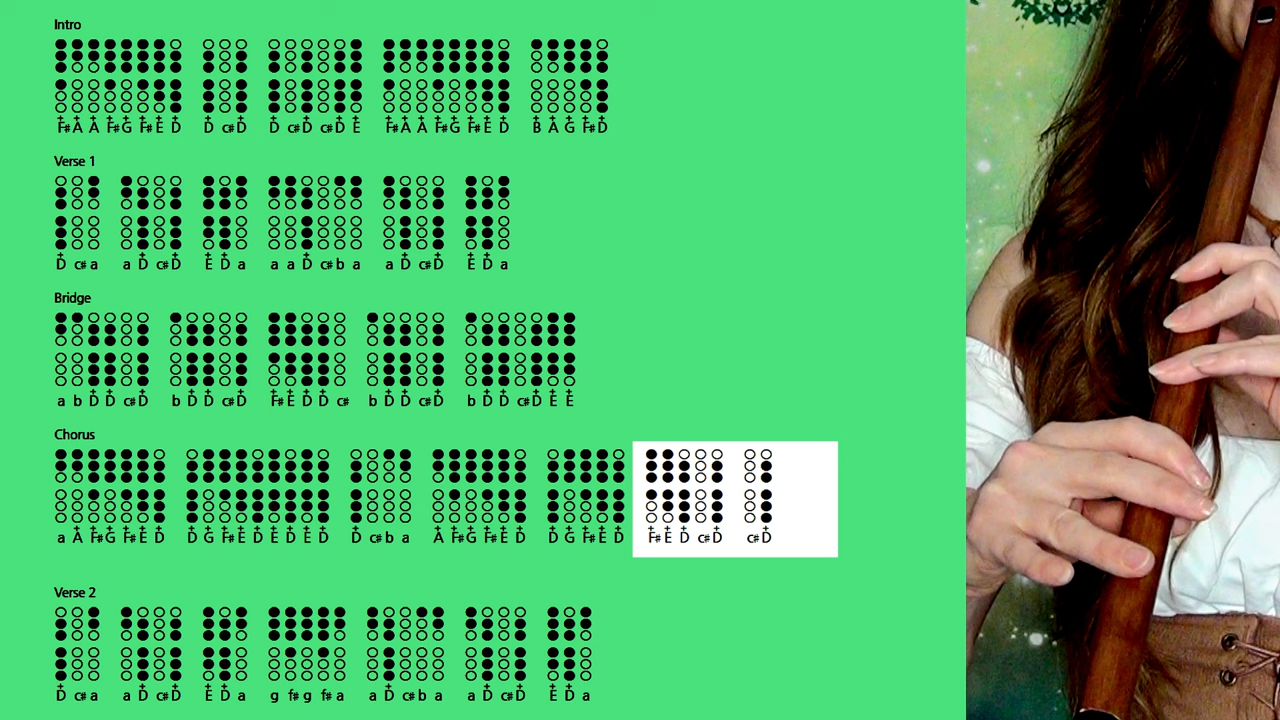 Intro
F# A A F# G F# E D D c# D D c# D c# D E F# A A F# G F# E D B A G F# D
Verse 1
D c# a a D c# D E D a a a D c# b a a D c# D E D a
Bridge
a b D D c# D b D D c# D F# E D D c# b D D c# D b D D c# D E E
Chorus
a A F# G F# E D D G F# E D E D E D D c# b a A F# G F# E D D G F# E D F# E D c# D c# D
Verse 2
D c# a a D c# D E D a g f# g f# a a D c# b a a D c# D E D a